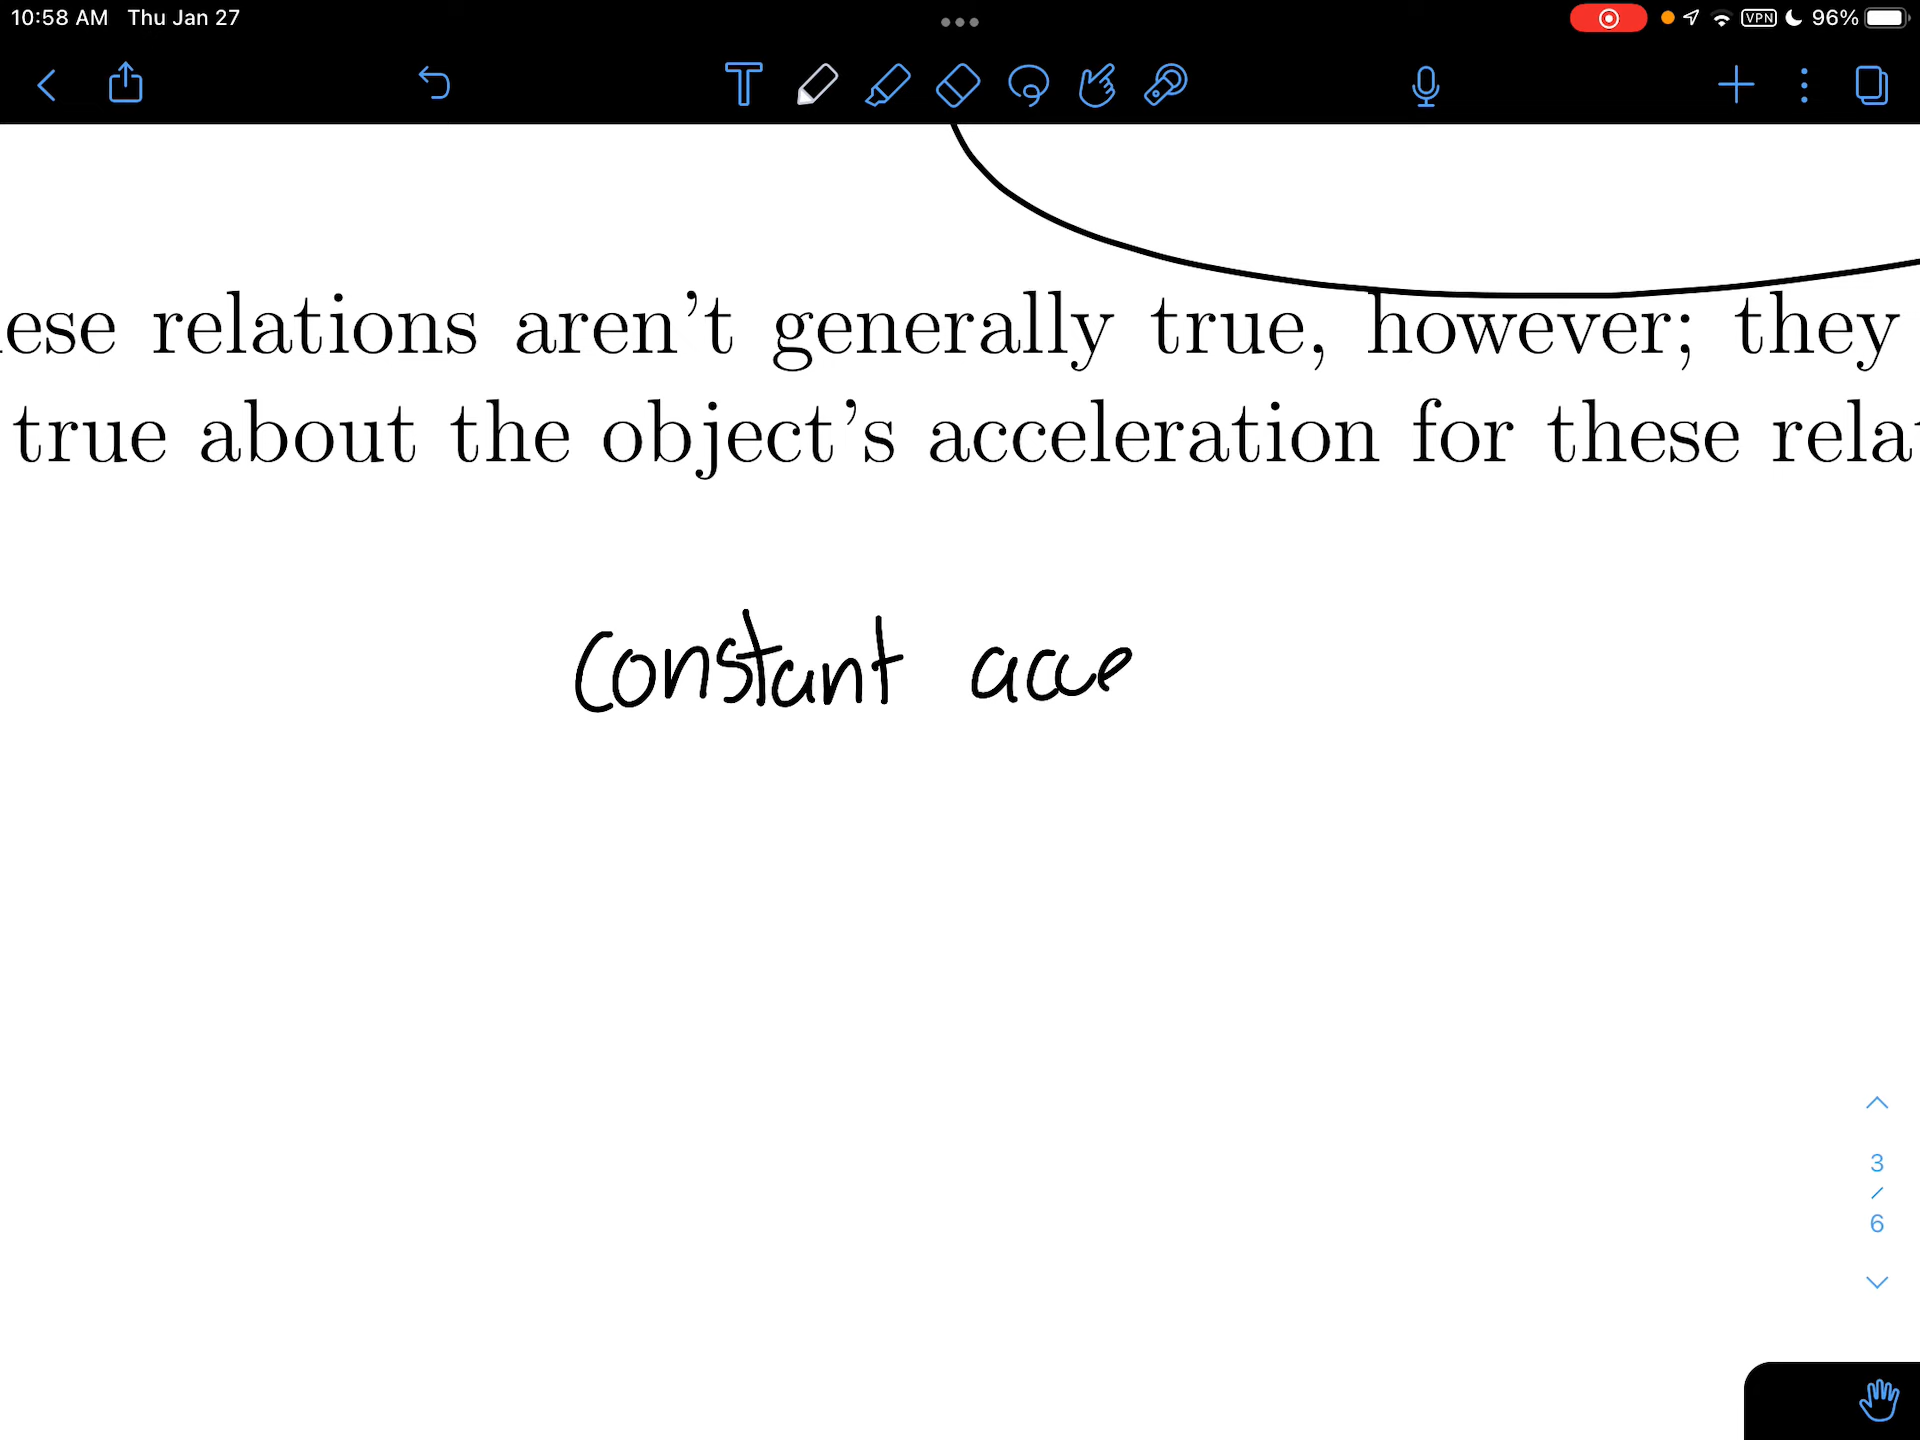 10:58 AM Thu Jan 27
VPN 96%
ese relations aren't generally true, however; they
true about the object's acceleration for these rela
constant acce
3
/
6